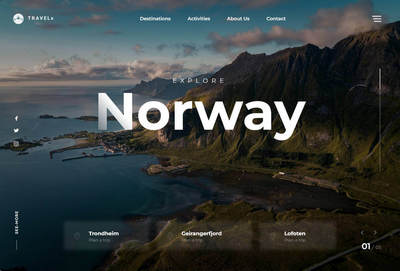 TRAVELx
Destinations
Activities
About Us
Contact
EXPLORE
Norway
SEE MORE
Trondheim
Plan a trip
Geirangerfjord
Plan a trip
Lofoten
Plan a trip
01 /